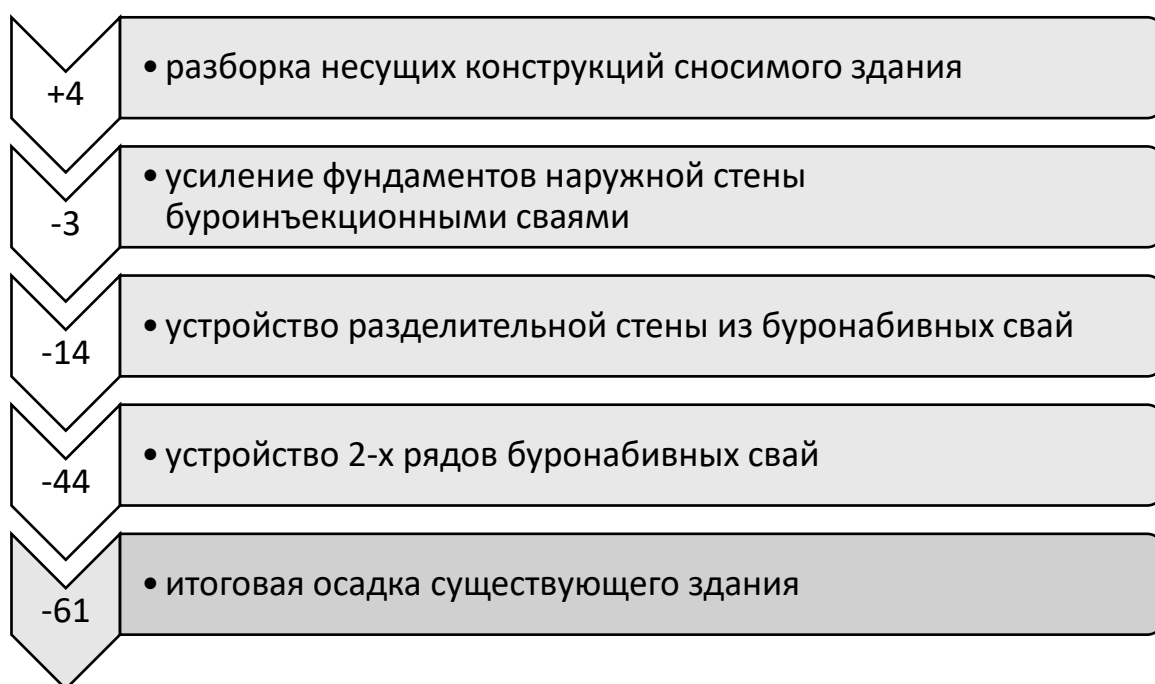 +4
• разборка несущих конструкций сносимого здания
-3
• усиление фундаментов наружной стены
буроинъекционными сваями
-14
• устройство разделительной стены из буронабивных свай
-44
• устройство 2-х рядов буронабивных свай
-61
• итоговая осадка существующего здания